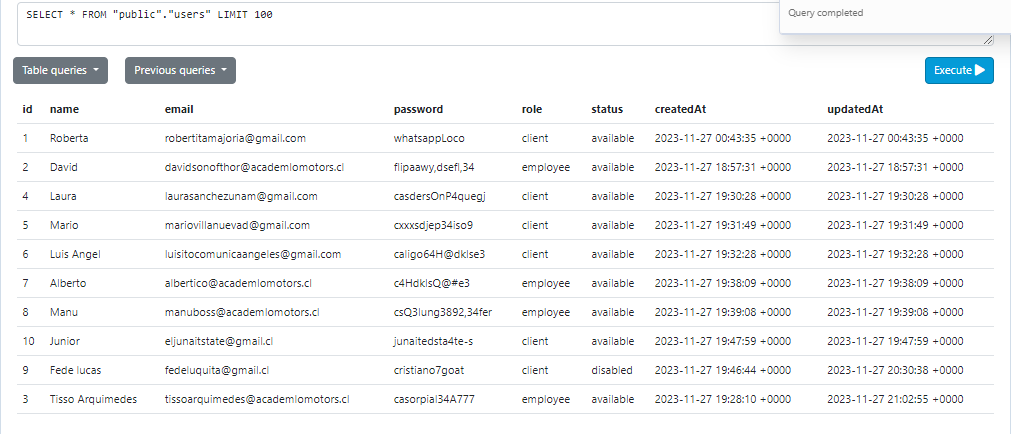 SELECT * FROM "public"."users" LIMIT 100
Query completed
Table queries Previous queries Execute
id name email password role status createdAt updatedAt
1 Roberta robertitamajoria@gmail.com whatsappLoco client available 2023-11-27 00:43:35 +0000 2023-11-27 00:43:35 +0000
2 David davidsonofthor@academlomotors.cl flipaawy,dsefl,34 employee available 2023-11-27 18:57:31 +0000 2023-11-27 18:57:31 +0000
4 Laura laurasanchezunam@gmail.com casdersOnP4quegj client available 2023-11-27 19:30:28 +0000 2023-11-27 19:30:28 +0000
5 Mario mariovillanuevad@gmail.com cxxxsdjep34iso9 client available 2023-11-27 19:31:49 +0000 2023-11-27 19:31:49 +0000
6 Luis Angel luisitocomunicaangeles@gmail.com caligo64H@dklse3 client available 2023-11-27 19:32:28 +0000 2023-11-27 19:32:28 +0000
7 Alberto albertico@academlomotors.cl c4HdklsQ@#e3 employee available 2023-11-27 19:38:09 +0000 2023-11-27 19:38:09 +0000
8 Manu manuboss@academlomotors.cl csQ3lung3892,34fer employee available 2023-11-27 19:39:08 +0000 2023-11-27 19:39:08 +0000
10 Junior eljunaitstate@gmail.cl junaitedsta4te-s client available 2023-11-27 19:47:59 +0000 2023-11-27 19:47:59 +0000
9 Fede lucas fedeluquita@gmail.cl cristiano7goat client disabled 2023-11-27 19:46:44 +0000 2023-11-27 20:30:38 +0000
3 Tisso Arquimedes tissoarquimedes@academlomotors.cl casorpial34A777 employee available 2023-11-27 19:28:10 +0000 2023-11-27 21:02:55 +0000